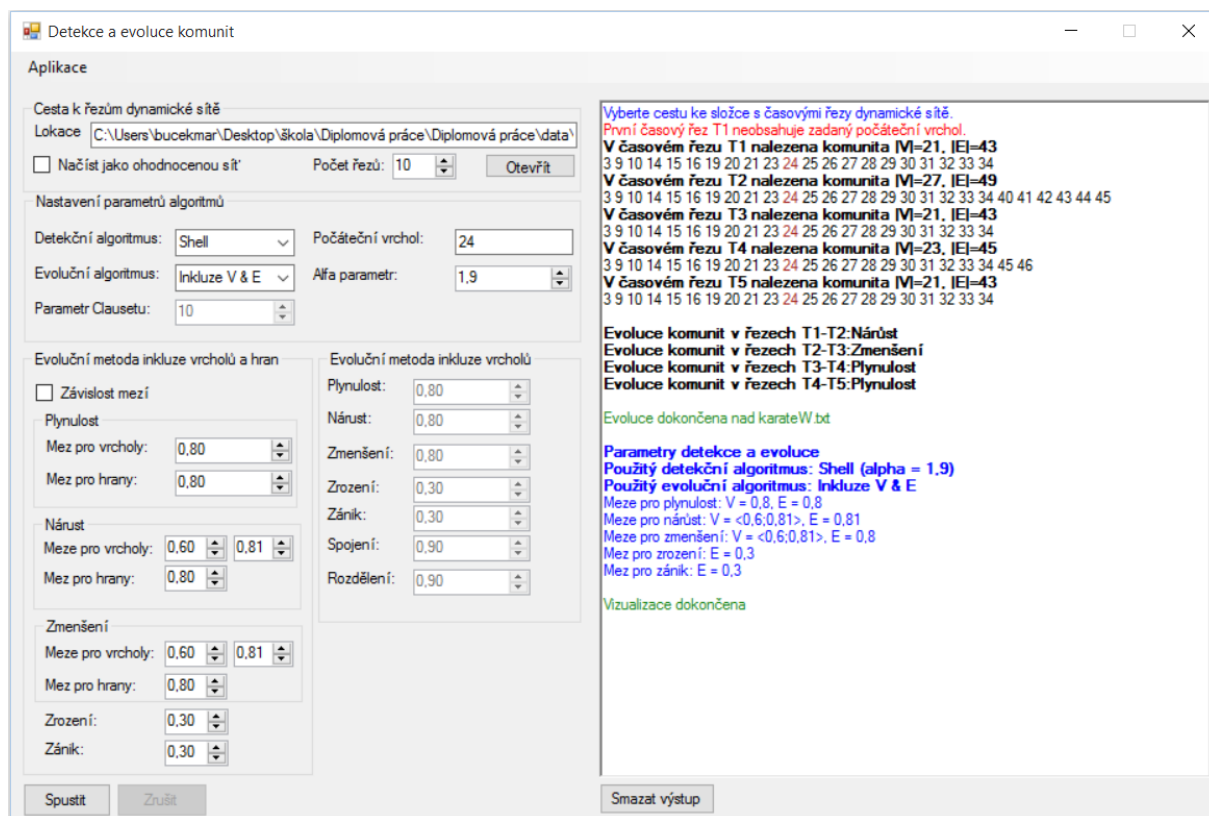 Detekce a evoluce komunit
Aplikace
Cesta k řezům dynamické sítě
Lokace C:\Users\bucekmar\Desktop\škola\Diplomová práce\Diplomová práce\data\
Načíst jako ohodnocenou síť Počet řezů: 10 Otevřít
Nastavení parametrů algoritmů
Detekční algoritmus: Shell Počáteční vrchol: 24
Evoluční algoritmus: Inkluze V & E Alfa parametr: 1,9
Parametr Clausetu: 10
Evoluční metoda inkluze vrcholů a hran
Závislost mezí
Plynulost
Mez pro vrcholy: 0,80
Mez pro hrany: 0,80
Nárust
Meze pro vrcholy: 0,60 0,81
Mez pro hrany: 0,80
Zmenšení
Meze pro vrcholy: 0,60 0,81
Mez pro hrany: 0,80
Zrození: 0,30
Zánik: 0,30
Evoluční metoda inkluze vrcholů
Plynulost: 0,80
Nárust: 0,80
Zmenšení: 0,80
Zrození: 0,30
Zánik: 0,30
Spojení: 0,90
Rozdělení: 0,90
Spustit Zrušit
Vyberte cestu ke složce s časovými řezy dynamické sítě.
První časový řez T1 neobsahuje zadaný počáteční vrchol.
V časovém řezu T1 nalezena komunita |V|=21, |E|=43
3 9 10 14 15 16 19 20 21 23 24 25 26 27 28 29 30 31 32 33 34
V časovém řezu T2 nalezena komunita |V|=27, |E|=49
3 9 10 14 15 16 19 20 21 23 24 25 26 27 28 29 30 31 32 33 34 40 41 42 43 44 45
V časovém řezu T3 nalezena komunita |V|=21, |E|=43
3 9 10 14 15 16 19 20 21 23 24 25 26 27 28 29 30 31 32 33 34
V časovém řezu T4 nalezena komunita |V|=23, |E|=45
3 9 10 14 15 16 19 20 21 23 24 25 26 27 28 29 30 31 32 33 34 45 46
V časovém řezu T5 nalezena komunita |V|=21, |E|=43
3 9 10 14 15 16 19 20 21 23 24 25 26 27 28 29 30 31 32 33 34
Evoluce komunit v řezech T1-T2:Nárůst
Evoluce komunit v řezech T2-T3:Zmenšení
Evoluce komunit v řezech T3-T4:Plynulost
Evoluce komunit v řezech T4-T5:Plynulost
Evoluce dokončena nad karateW.txt
Parametry detekce a evoluce
Použitý detekční algoritmus: Shell (alpha = 1,9)
Použitý evoluční algoritmus: Inkluze V & E
Meze pro plynulost: V = 0,8, E = 0,8
Meze pro nárůst: V = <0,6;0,81>, E = 0,81
Meze pro zmenšení: V = <0,6;0,81>, E = 0,8
Mez pro zrození: E = 0,3
Mez pro zánik: E = 0,3
Vizualizace dokončena
Smazat výstup